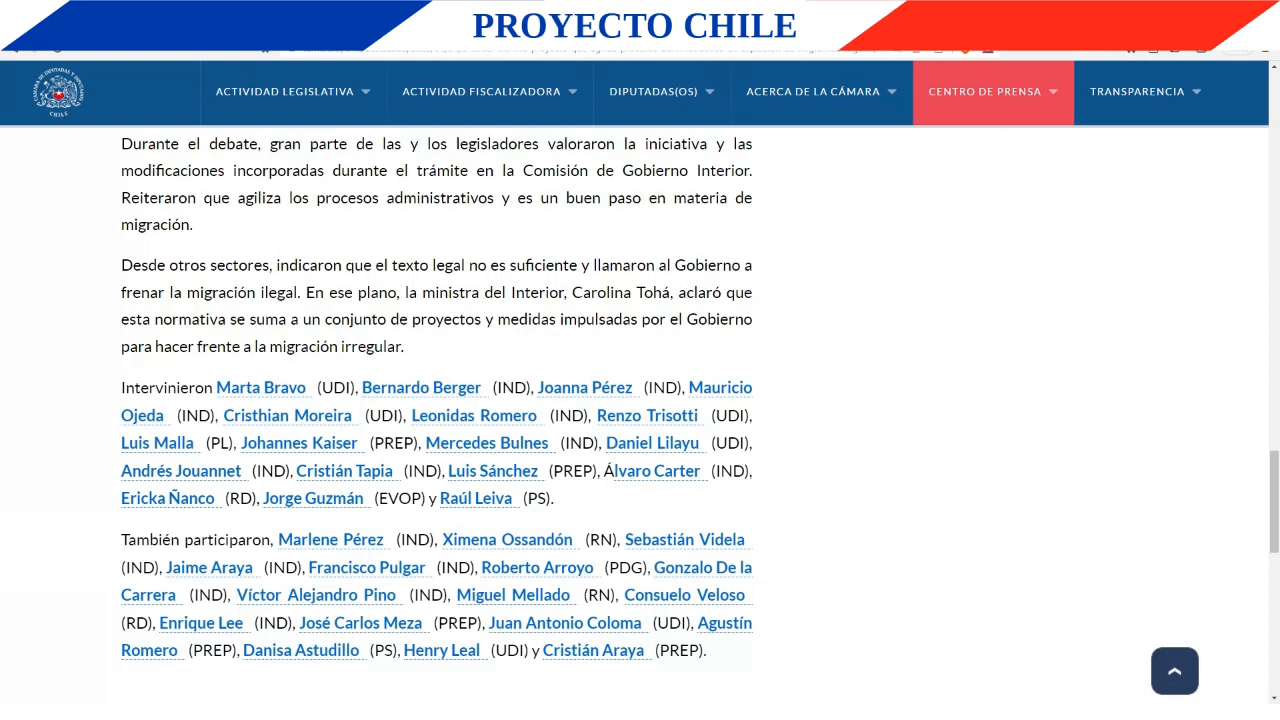 PROYECTO CHILE
CÁMARA DE DIPUTADAS Y DIPUTADOS
CHILE
ACTIVIDAD LEGISLATIVA
ACTIVIDAD FISCALIZADORA
DIPUTADAS(OS)
ACERCA DE LA CÁMARA
CENTRO DE PRENSA
TRANSPARENCIA
Durante el debate, gran parte de las y los legisladores valoraron la iniciativa y las
modificaciones incorporadas durante el trámite en la Comisión de Gobierno Interior.
Reiteraron que agiliza los procesos administrativos y es un buen paso en materia de
migración.
Desde otros sectores, indicaron que el texto legal no es suficiente y llamaron al Gobierno a
frenar la migración ilegal. En ese plano, la ministra del Interior, Carolina Tohá, aclaró que
esta normativa se suma a un conjunto de proyectos y medidas impulsadas por el Gobierno
para hacer frente a la migración irregular.
Intervinieron Marta Bravo (UDI), Bernardo Berger (IND), Joanna Pérez (IND), Mauricio
Ojeda (IND), Cristhian Moreira (UDI), Leonidas Romero (IND), Renzo Trisotti (UDI),
Luis Malla (PL), Johannes Kaiser (PREP), Mercedes Bulnes (IND), Daniel Lilayu (UDI),
Andrés Jouannet (IND), Cristián Tapia (IND), Luis Sánchez (PREP), Álvaro Carter (IND),
Ericka Ñanco (RD), Jorge Guzmán (EVOP) y Raúl Leiva (PS).
También participaron, Marlene Pérez (IND), Ximena Ossandón (RN), Sebastián Videla
(IND), Jaime Araya (IND), Francisco Pulgar (IND), Roberto Arroyo (PDG), Gonzalo De la
Carrera (IND), Víctor Alejandro Pino (IND), Miguel Mellado (RN), Consuelo Veloso
(RD), Enrique Lee (IND), José Carlos Meza (PREP), Juan Antonio Coloma (UDI), Agustín
Romero (PREP), Danisa Astudillo (PS), Henry Leal (UDI) y Cristián Araya (PREP).